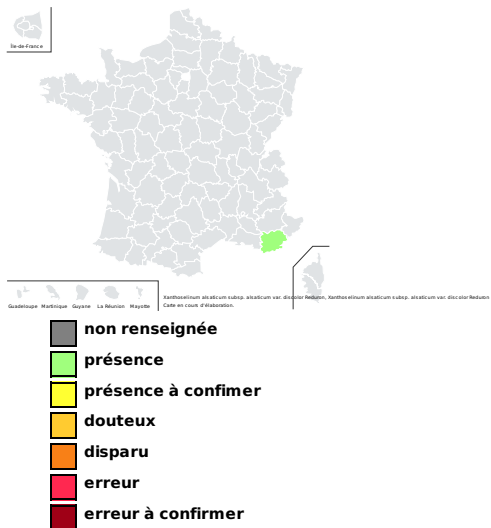 Île-de-France
Guadeloupe Martinique Guyane La Réunion Mayotte
Xanthoselinum alsaticum subsp. alsaticum var. discolor Reduron, Xanthoselinum alsaticum subsp. alsaticum var. discolor Reduron
Carte en cours d'élaboration.
non renseignée
présence
présence à confimer
douteux
disparu
erreur
erreur à confirmer